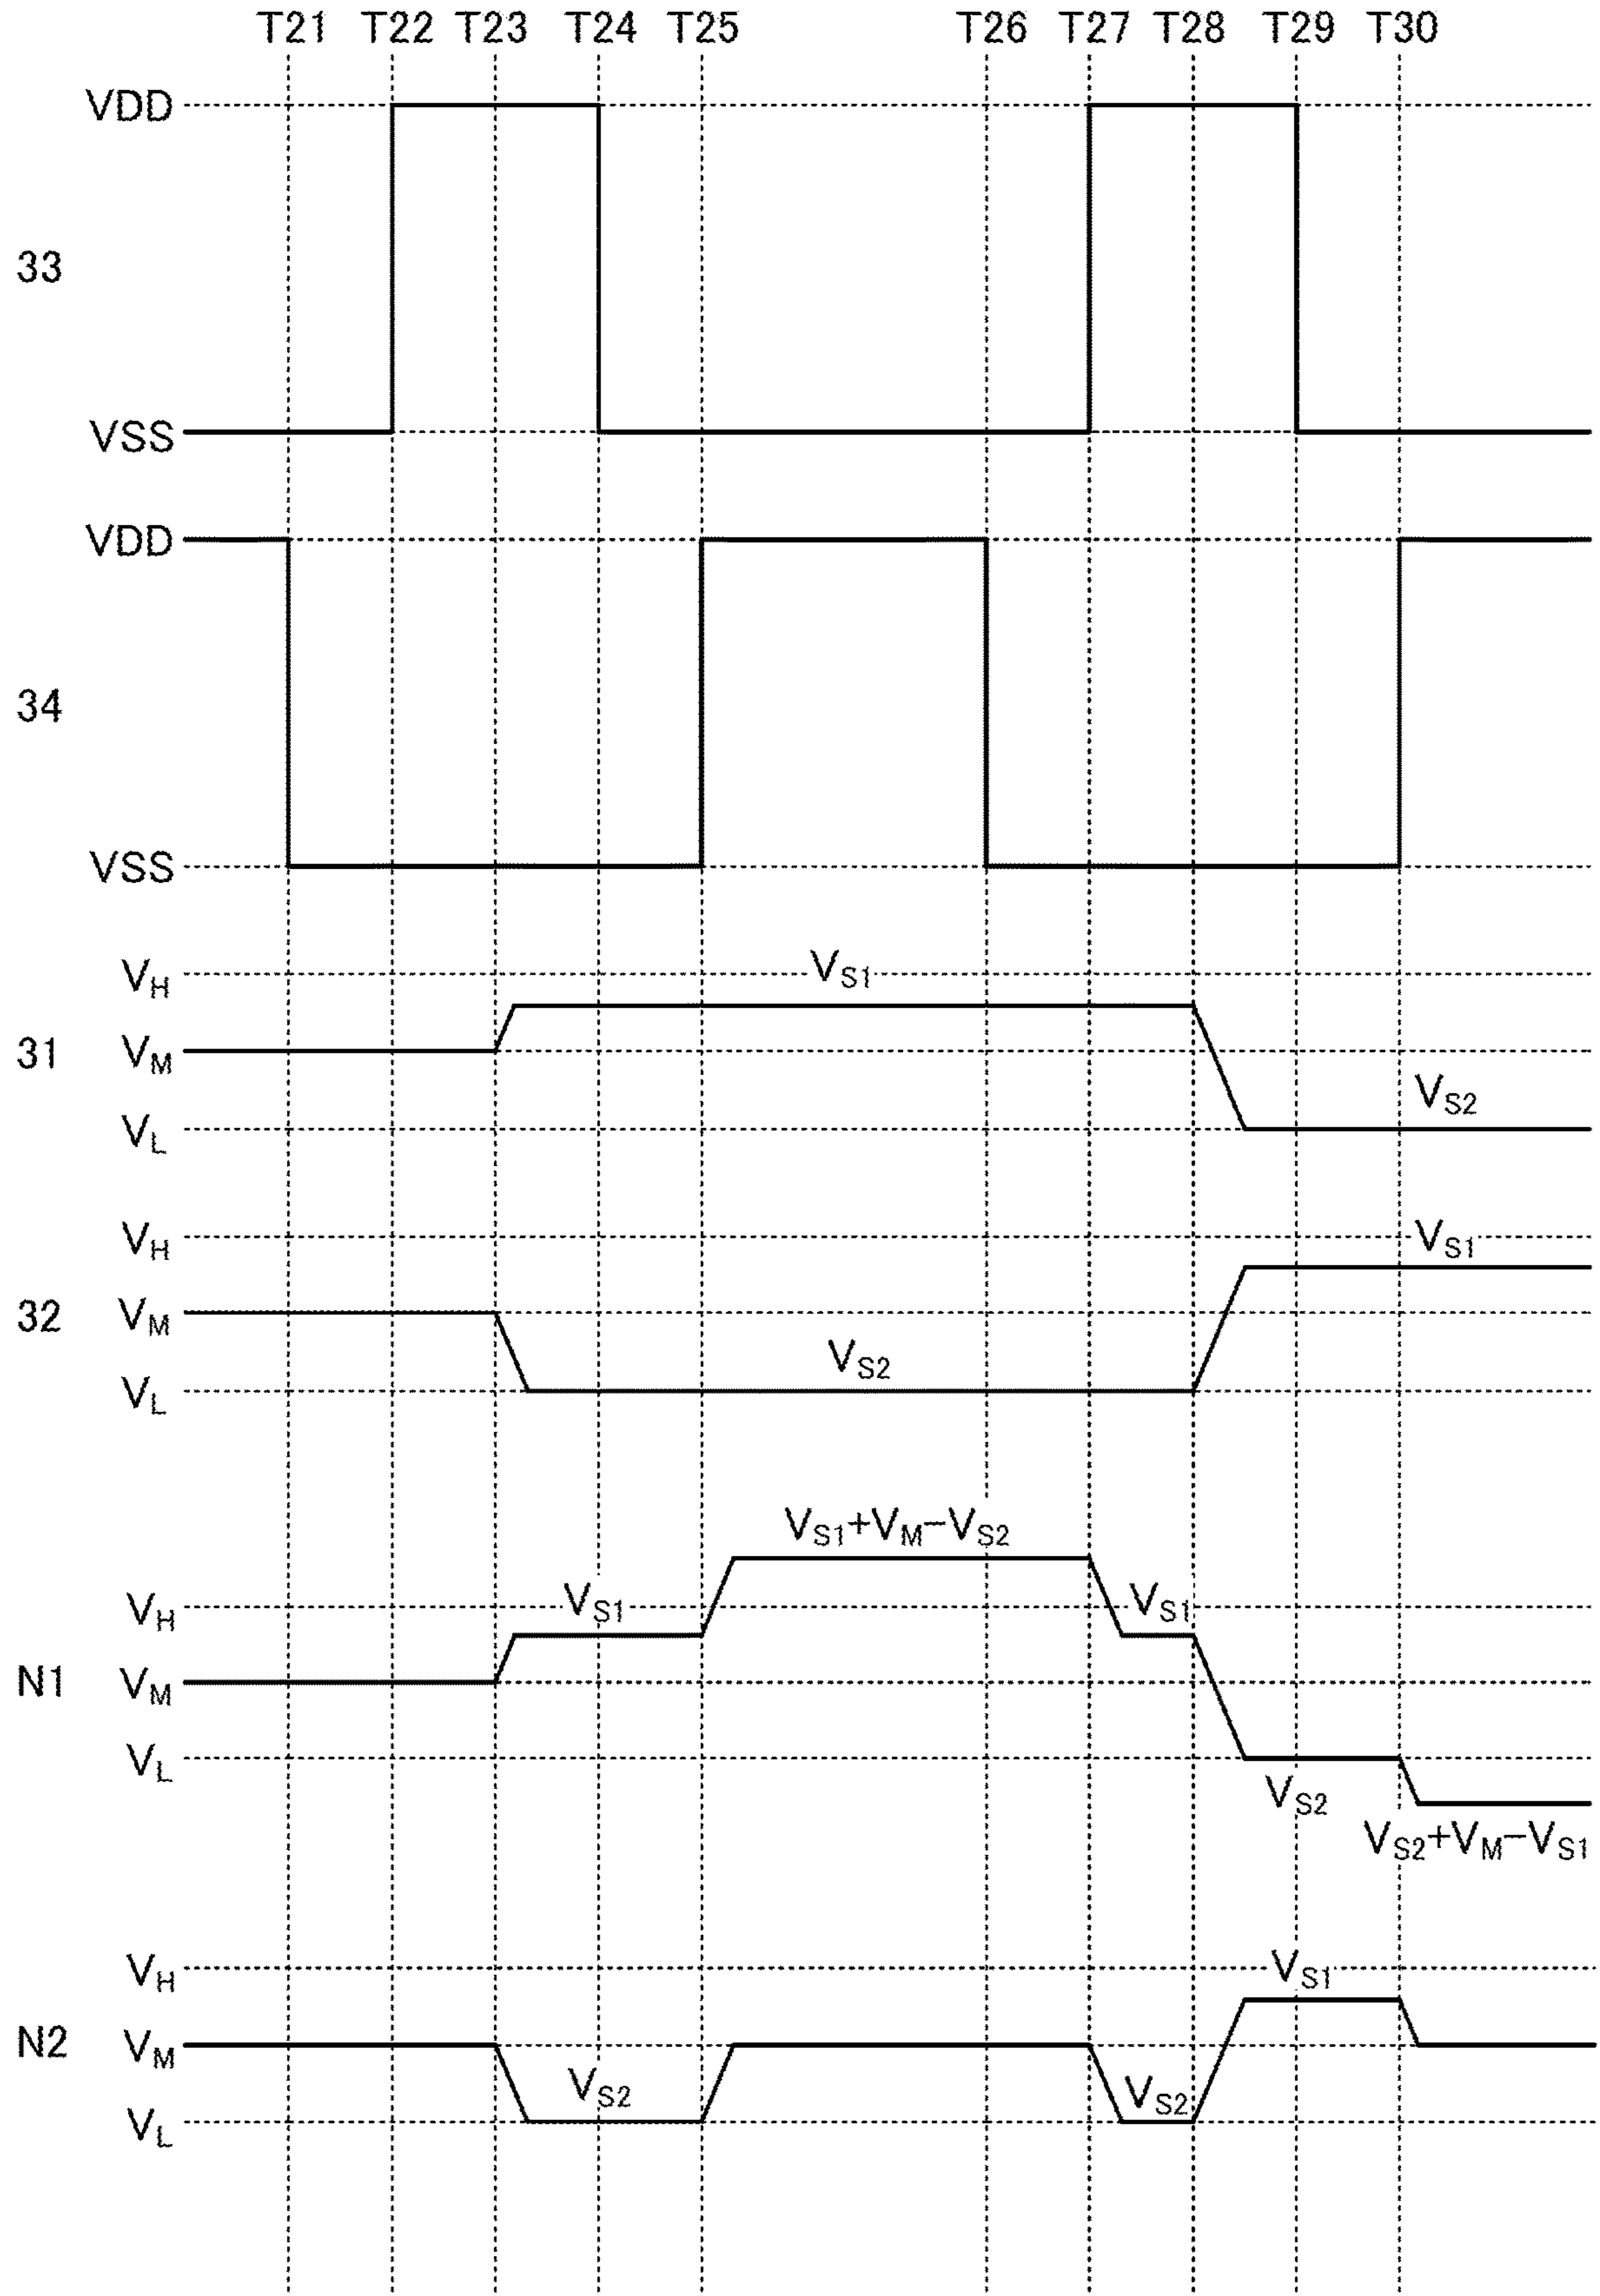 T21 T22 T23 T24 T25 T26 T27 T28 T29 T30
VDD
33
VSS
VDD
34
VSS
VH VS1
31 VM
VS2
VL
VH VS1
32 VM
VS2
VL
VS1+VM−VS2
VH VS1 VS1
N1 VM
VL
VS2
VS2+VM−VS1
VH VS1
N2 VM
VS2 VS2
VL